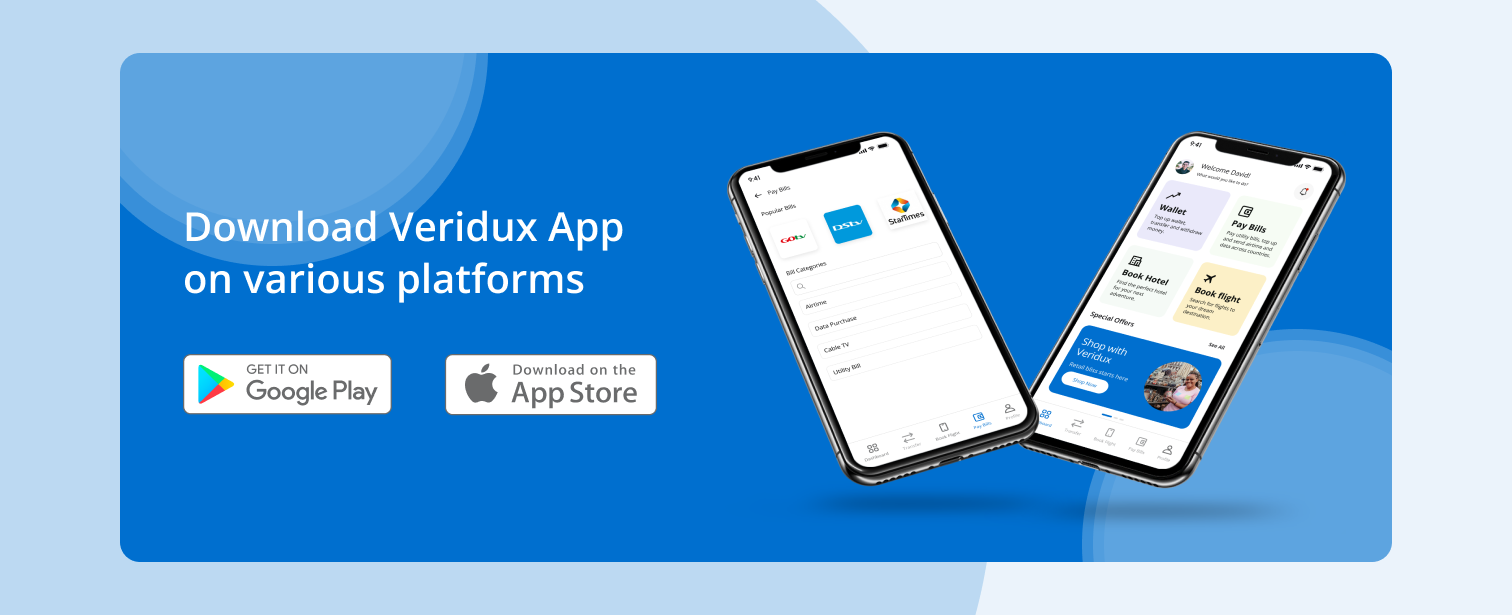 Download Veridux App
on various platforms
GET IT ON
Google Play
Download on the
App Store
9:41
Pay Bills
Popular Bills
GOtv
DStv
StarTimes
Bill Categories
Airtime
Data Purchase
Cable TV
Utility Bill
Dashboard
Transfer
Book Flight
Pay Bills
Profile
9:41
Welcome David!
What would you like to do?
Wallet
Top up wallet,
transfer and withdraw
money.
Pay Bills
Pay utility bills, top up
and send airtime and
data across countries.
Book Hotel
Find the perfect hotel
for your next
adventure.
Book flight
Search for flights to
your dream
destination.
Special Offers
See All
Shop with
Veridux
Retail bliss starts here
Shop Now
Transfer
Book Flight
Pay Bills
Profile